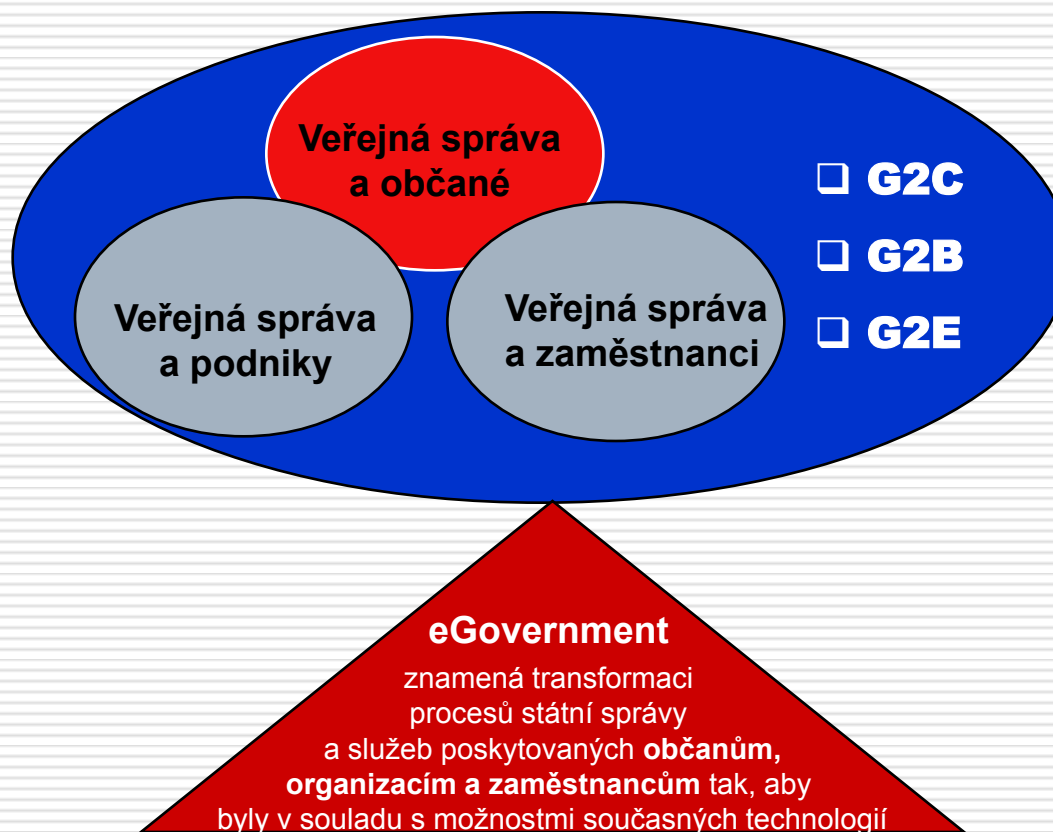 Veřejná správa
a občané
Veřejná správa
a podniky
Veřejná správa
a zaměstnanci
❑ G2C
❑ G2B
❑ G2E
eGovernment
znamená transformaci
procesů státní správy
a služeb poskytovaných občanům,
organizacím a zaměstnancům tak, aby
byly v souladu s možnostmi současných technologií